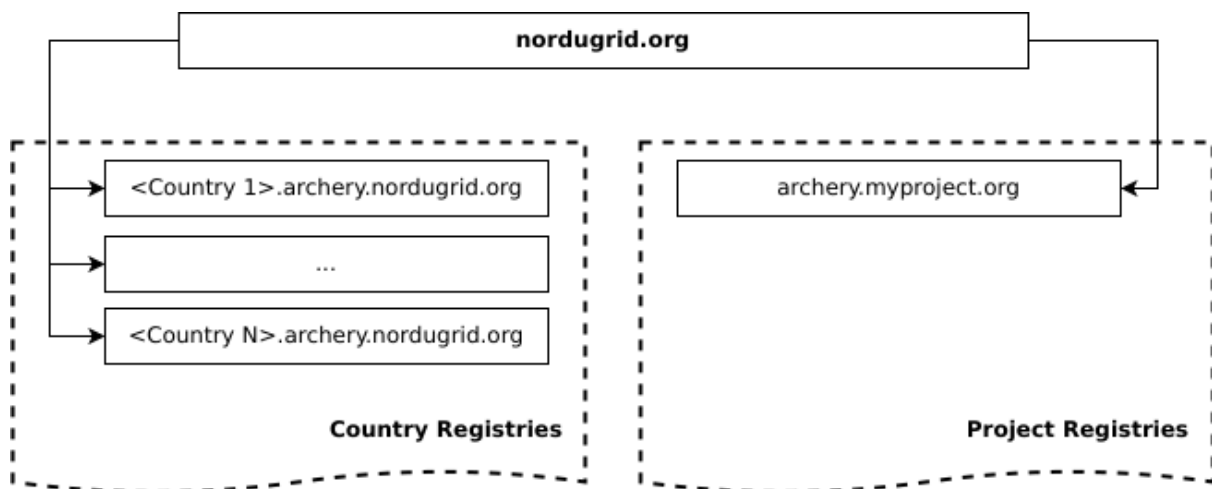 nordugrid.org
<Country 1>.archery.nordugrid.org
...
<Country N>.archery.nordugrid.org
Country Registries
archery.myproject.org
Project Registries